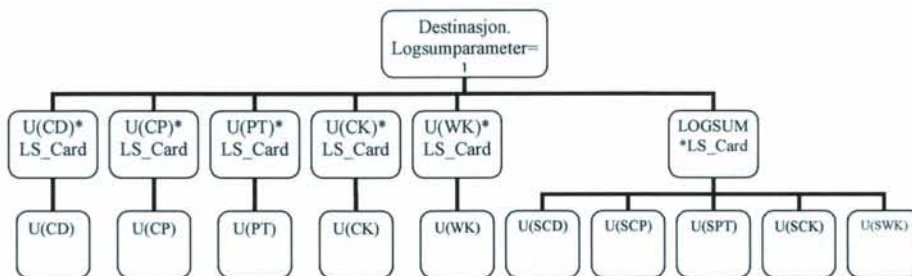 Destinasjon.
Logsumparameter=
1
U(CD)*
LS_Card
U(CP)*
LS_Card
U(PT)*
LS_Card
U(CK)*
LS_Card
U(WK)*
LS_Card
LOGSUM
*LS_Card
U(CD)
U(CP)
U(PT)
U(CK)
U(WK)
U(SCD)
U(SCP)
U(SPT)
U(SCK)
U(SWK)